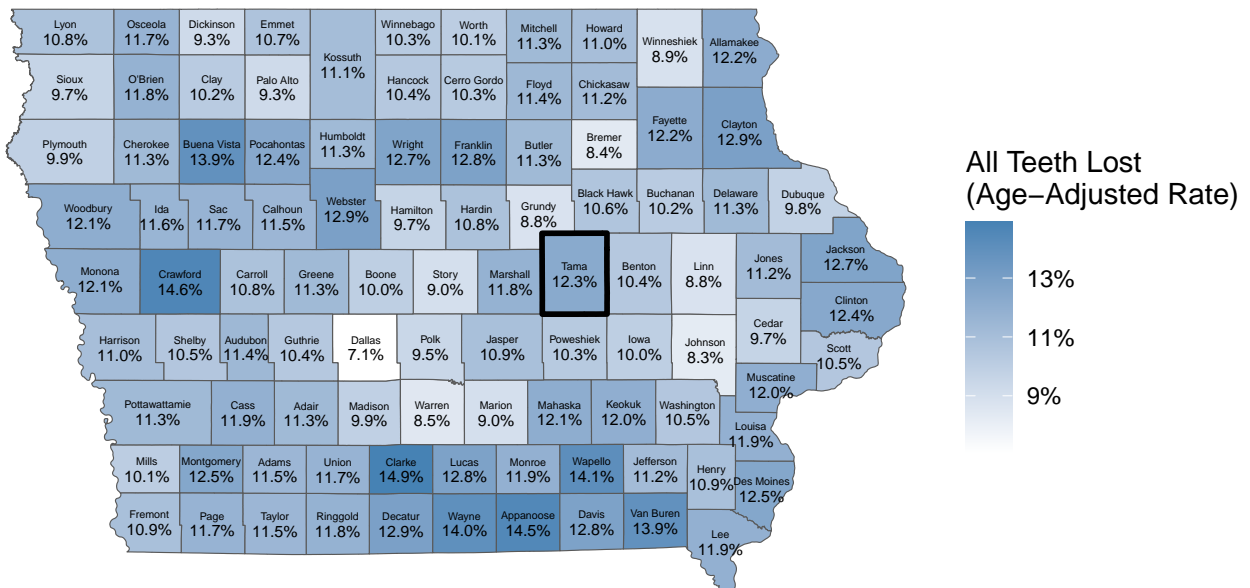 Lyon
10.8%
Osceola
11.7%
Dickinson
9.3%
Emmet
10.7%
Winnebago
10.3%
Worth
10.1%
Mitchell
11.3%
Howard
11.0%
Winneshiek
8.9%
Allamakee
12.2%
Kossuth
11.1%
Sioux
9.7%
O'Brien
11.8%
Clay
10.2%
Palo Alto
9.3%
Hancock
10.4%
Cerro Gordo
10.3%
Floyd
11.4%
Chickasaw
11.2%
Fayette
12.2%
Clayton
12.9%
Plymouth
9.9%
Cherokee
11.3%
Buena Vista
13.9%
Pocahontas
12.4%
Humboldt
11.3%
Wright
12.7%
Franklin
12.8%
Butler
11.3%
Bremer
8.4%
Woodbury
12.1%
Ida
11.6%
Sac
11.7%
Calhoun
11.5%
Webster
12.9%
Hamilton
9.7%
Hardin
10.8%
Grundy
8.8%
Black Hawk
10.6%
Buchanan
10.2%
Delaware
11.3%
Dubuque
9.8%
Monona
12.1%
Crawford
14.6%
Carroll
10.8%
Greene
11.3%
Boone
10.0%
Story
9.0%
Marshall
11.8%
Tama
12.3%
Benton
10.4%
Linn
8.8%
Jones
11.2%
Jackson
12.7%
Clinton
12.4%
Harrison
11.0%
Shelby
10.5%
Audubon
11.4%
Guthrie
10.4%
Dallas
7.1%
Polk
9.5%
Jasper
10.9%
Poweshiek
10.3%
Iowa
10.0%
Johnson
8.3%
Cedar
9.7%
Scott
10.5%
Muscatine
12.0%
Pottawattamie
11.3%
Cass
11.9%
Adair
11.3%
Madison
9.9%
Warren
8.5%
Marion
9.0%
Mahaska
12.1%
Keokuk
12.0%
Washington
10.5%
Louisa
11.9%
Mills
10.1%
Montgomery
12.5%
Adams
11.5%
Union
11.7%
Clarke
14.9%
Lucas
12.8%
Monroe
11.9%
Wapello
14.1%
Jefferson
11.2%
Henry
10.9%
Des Moines
12.5%
Fremont
10.9%
Page
11.7%
Taylor
11.5%
Ringgold
11.8%
Decatur
12.9%
Wayne
14.0%
Appanoose
14.5%
Davis
12.8%
Van Buren
13.9%
Lee
11.9%
All Teeth Lost
(Age−Adjusted Rate)
13%
11%
9%